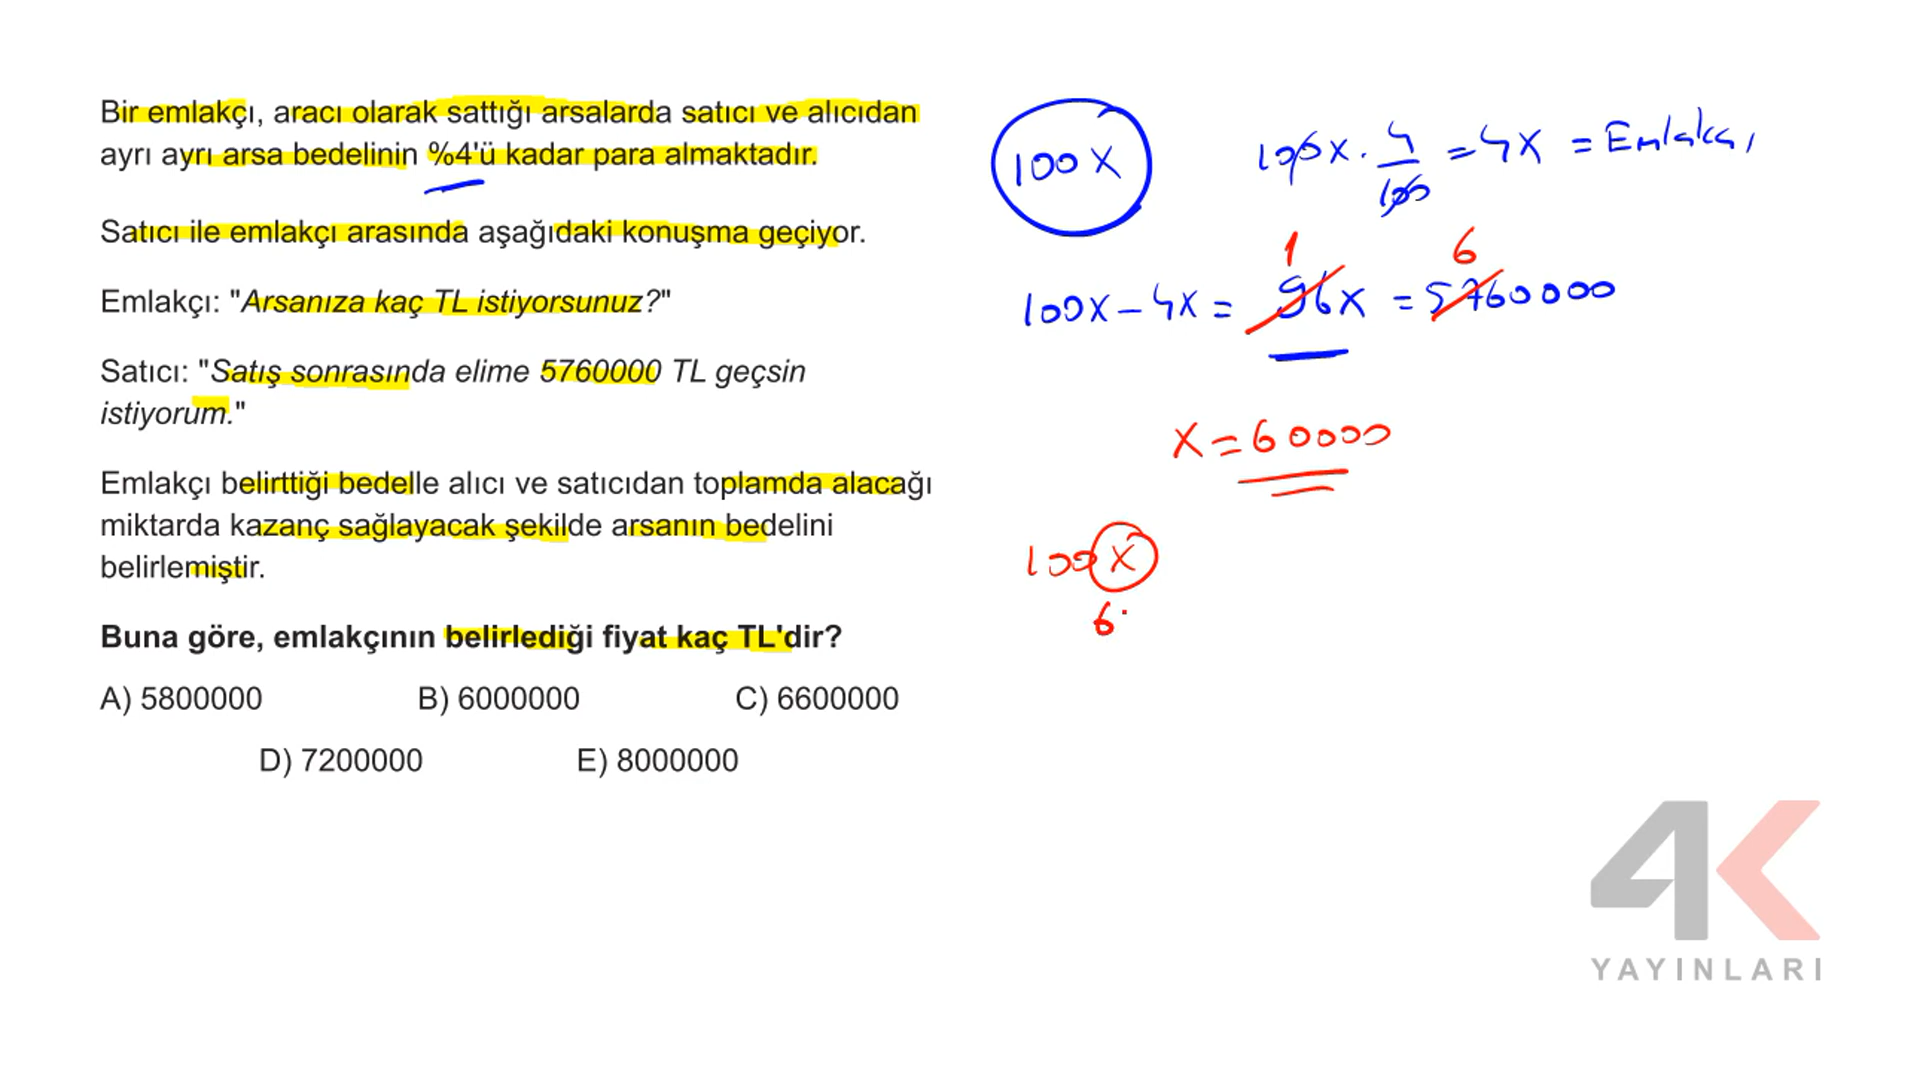 Bir emlakçı, aracı olarak sattığı arsalarda satıcı ve alıcıdan
ayrı ayrı arsa bedelinin %4'ü kadar para almaktadır.
Satıcı ile emlakçı arasında aşağıdaki konuşma geçiyor.
Emlakçı: "Arsanıza kaç TL istiyorsunuz?"
Satıcı: "Satış sonrasında elime 5760000 TL geçsin
istiyorum."
Emlakçı belirttiği bedelle alıcı ve satıcıdan toplamda alacağı
miktarda kazanç sağlayacak şekilde arsanın bedelini
belirlemiştir.
Buna göre, emlakçının belirlediği fiyat kaç TL'dir?
A) 5800000 B) 6000000 C) 6600000
D) 7200000 E) 8000000
100x
100x · 4/100 = 4x = Emlakçı
1 6
100x - 4x = 96x = 5760000
x = 60000
100x
6
4K
YAYINLARI